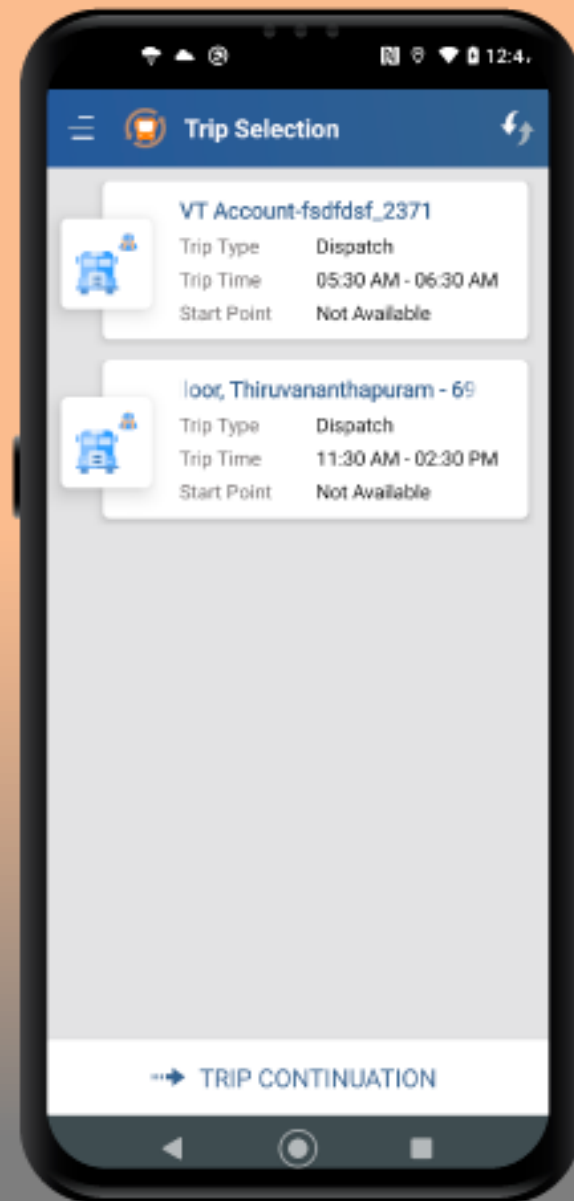 12:4
Trip Selection
VT Account-fsdfdsf_2371
Trip Type Dispatch
Trip Time 05:30 AM - 06:30 AM
Start Point Not Available
loor, Thiruvananthapuram - 69
Trip Type Dispatch
Trip Time 11:30 AM - 02:30 PM
Start Point Not Available
TRIP CONTINUATION